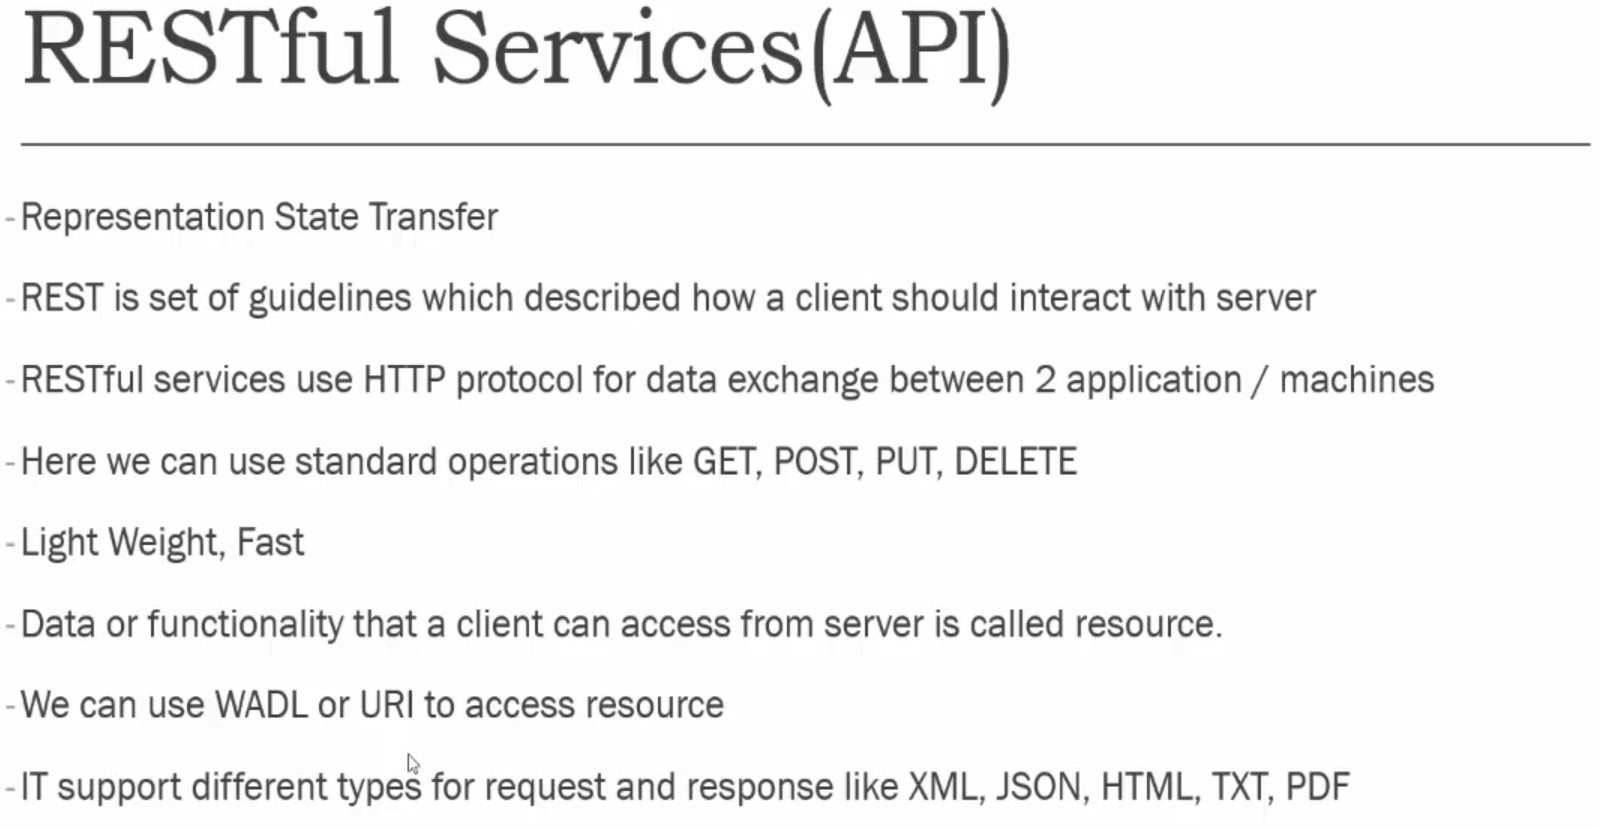 RESTful Services(API)
-Representation State Transfer
-REST is set of guidelines which described how a client should interact with server
-RESTful services use HTTP protocol for data exchange between 2 application / machines
-Here we can use standard operations like GET, POST, PUT, DELETE
-Light Weight, Fast
-Data or functionality that a client can access from server is called resource.
-We can use WADL or URI to access resource
-IT support different types for request and response like XML, JSON, HTML, TXT, PDF